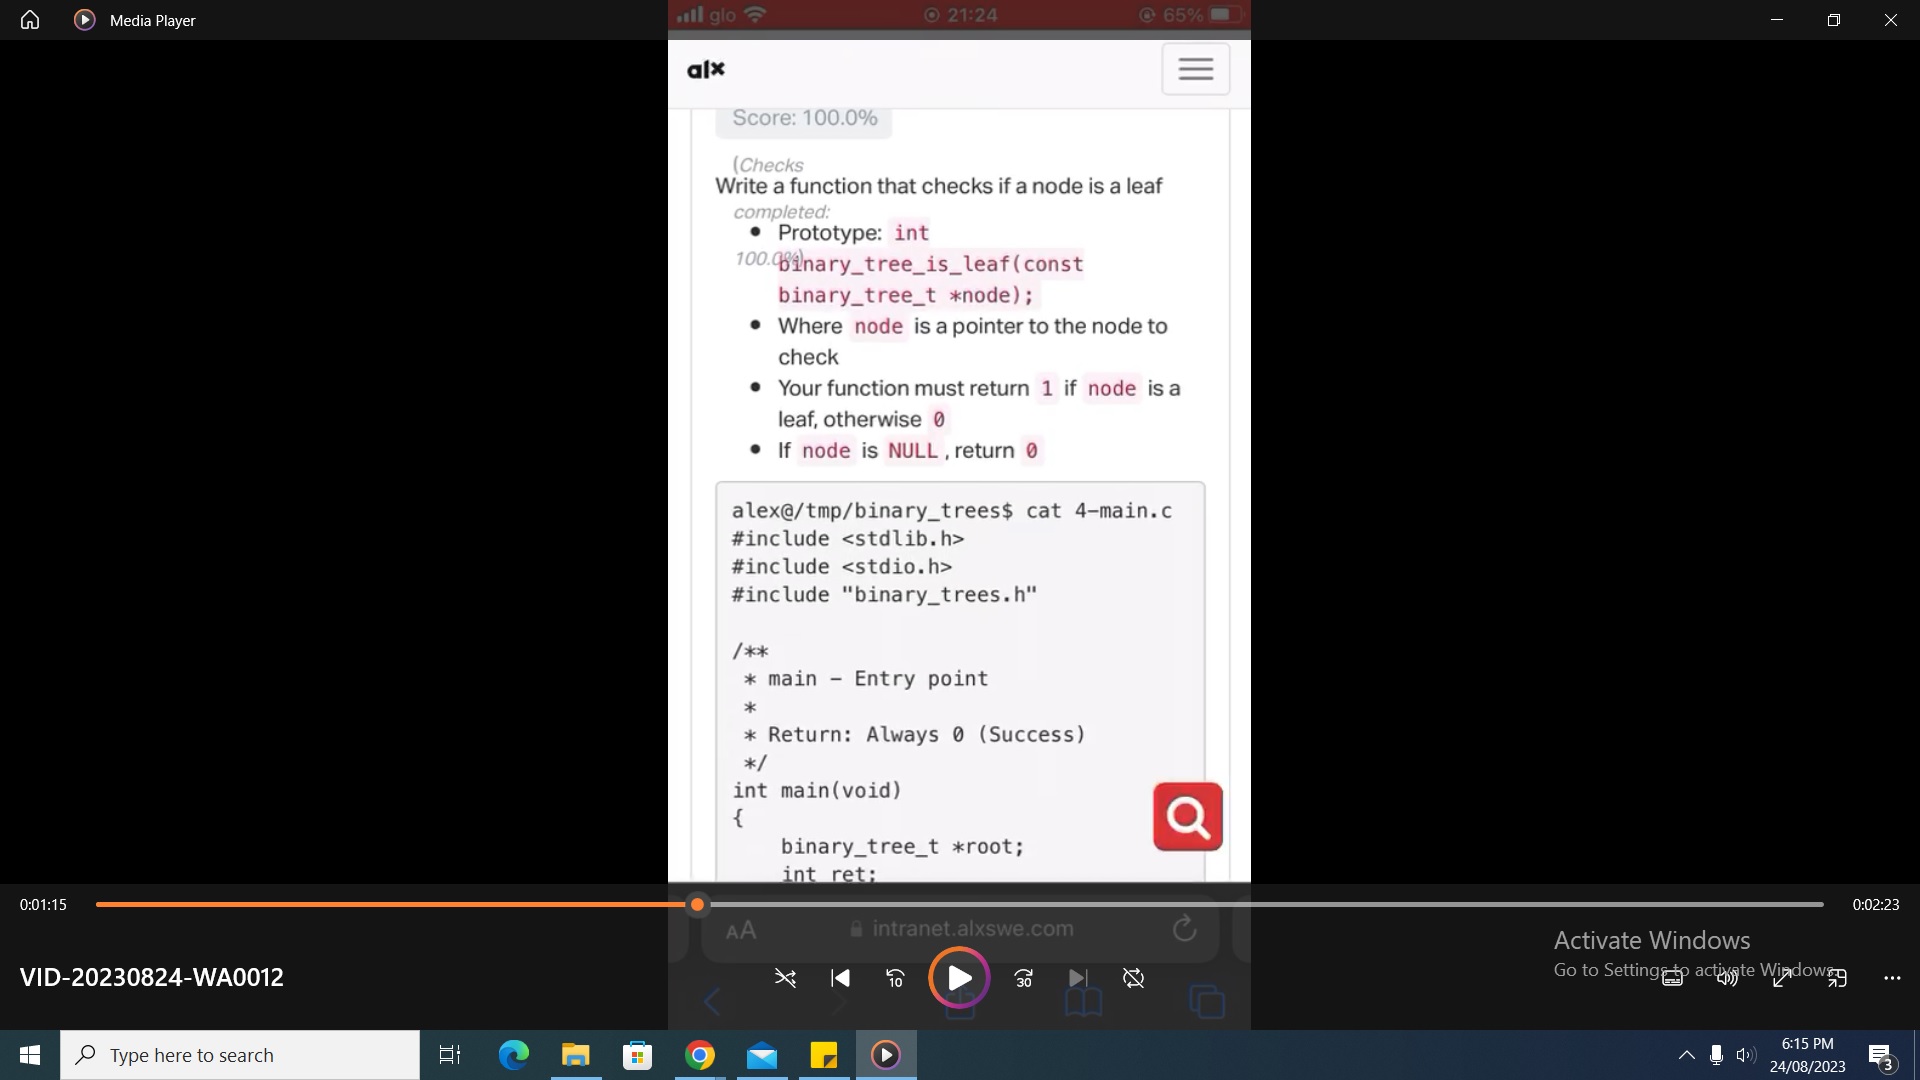 Media Player
glo 21:24 65%
alx
Score: 100.0%
(Checks
Write a function that checks if a node is a leaf
completed:
Prototype: int
100.0%)
binary_tree_is_leaf(const
binary_tree_t *node);
Where node is a pointer to the node to
check
Your function must return 1 if node is a
leaf, otherwise 0
If node is NULL, return 0
alex@/tmp/binary_trees$ cat 4-main.c
#include <stdlib.h>
#include <stdio.h>
#include "binary_trees.h"
/**
* main - Entry point
*
* Return: Always 0 (Success)
*/
int main(void)
{
binary_tree_t *root;
int ret;
0:01:15
0:02:23
AA intranet.alxswe.com
Activate Windows
Go to Settings to activate Windows.
VID-20230824-WA0012
10
30
Type here to search
6:15 PM
24/08/2023
3